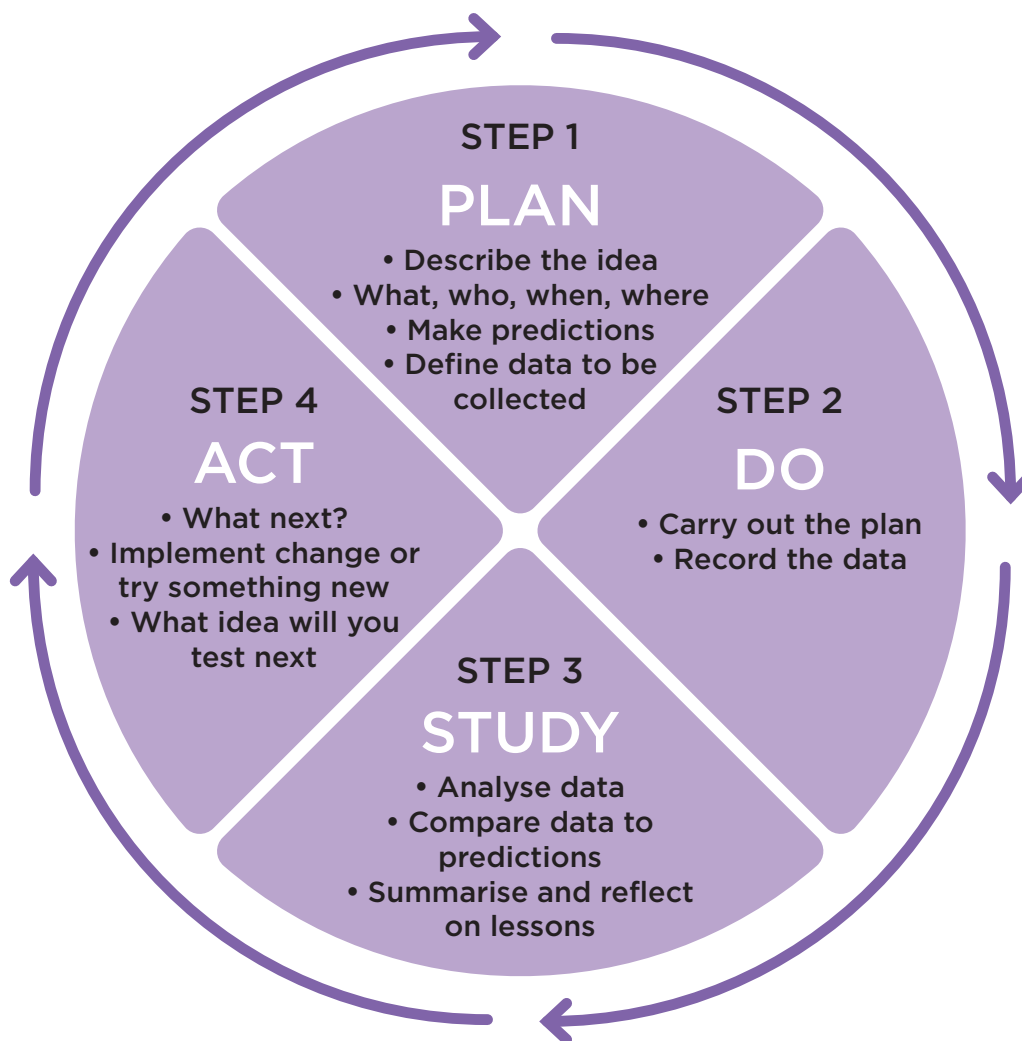 STEP 1
PLAN
• Describe the idea
• What, who, when, where
• Make predictions
• Define data to be
collected
STEP 2
DO
• Carry out the plan
• Record the data
STEP 3
STUDY
• Analyse data
• Compare data to
predictions
• Summarise and reflect
on lessons
STEP 4
ACT
• What next?
• Implement change or
try something new
• What idea will you
test next